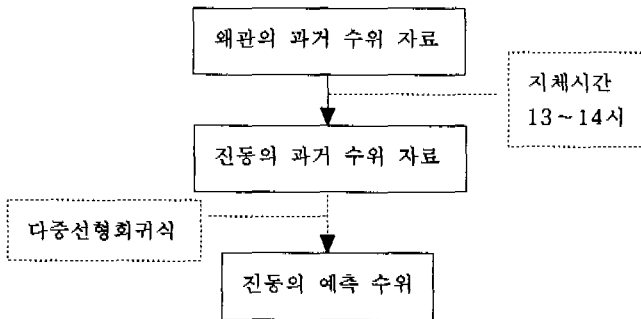 왜관의 과거 수위 자료
지체시간
13~14시
진동의 과거 수위 자료
다중선형회귀식
진동의 예측 수위